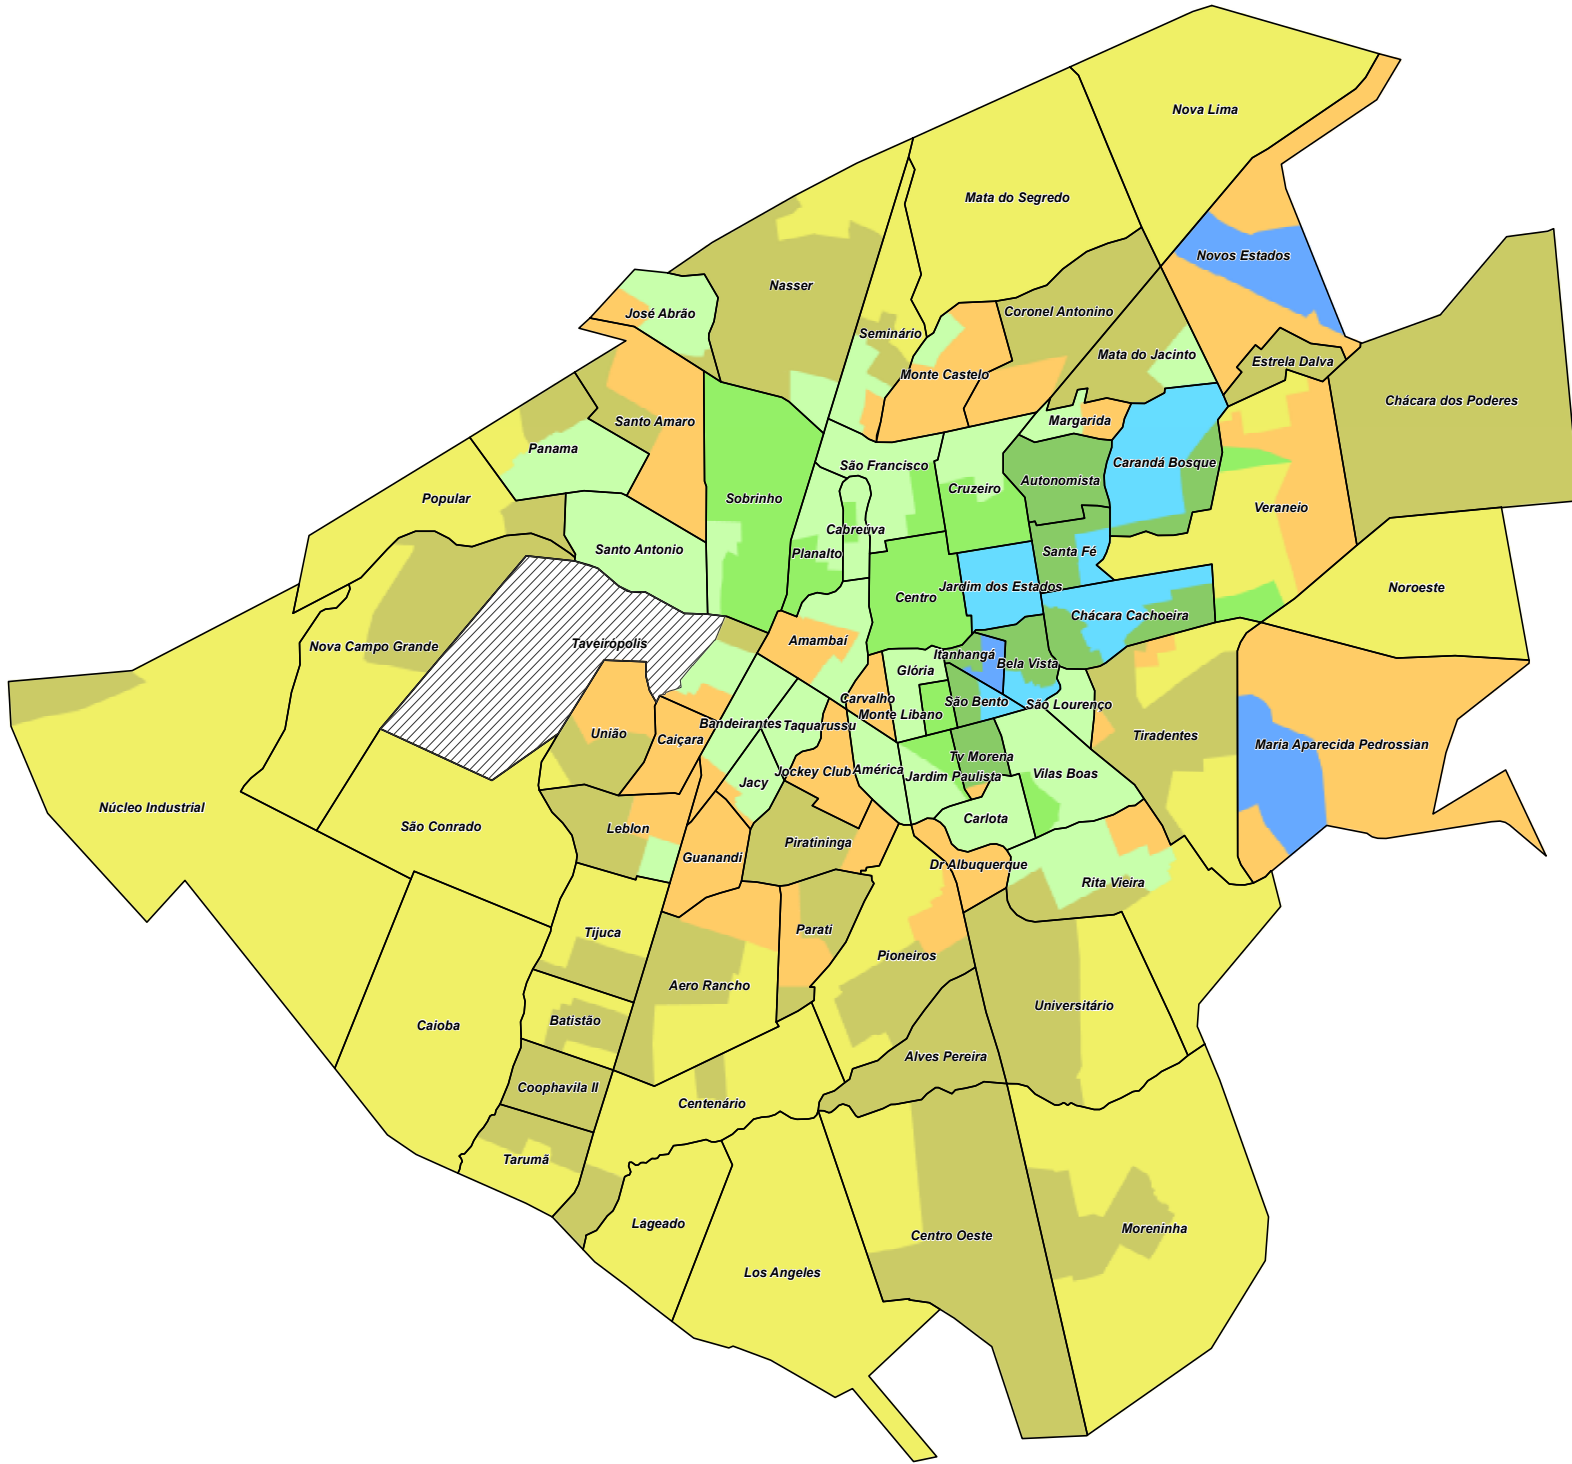 Nova Lima
Mata do Segredo
Novos Estados
Nasser
José Abrão
Coronel Antonino
Seminário
Mata do Jacinto
Estrela Dalva
Monte Castelo
Chácara dos Poderes
Santo Amaro
Margarida
Panama
São Francisco
Carandá Bosque
Autonomista
Cruzeiro
Popular
Sobrinho
Veraneio
Cabreúva
Santo Antonio
Planalto
Santa Fé
Jardim dos Estados
Noroeste
Centro
Chácara Cachoeira
Amambaí
Taveirópolis
Nova Campo Grande
Itanhangá
Bela Vista
Glória
Carvalho
São Bento
São Lourenço
Monte Libano
Bandeirantes
Taquarussu
União
Caiçara
Tiradentes
Maria Aparecida Pedrossian
Tv Morena
Jockey Club
América
Jardim Paulista
Vilas Boas
Jacy
Núcleo Industrial
São Conrado
Leblon
Carlota
Piratininga
Guanandi
Dr Albuquerque
Rita Vieira
Tijuca
Parati
Pioneiros
Aero Rancho
Universitário
Batistão
Caioba
Alves Pereira
Coophavila II
Centenário
Tarumã
Lageado
Moreninha
Centro Oeste
Los Angeles